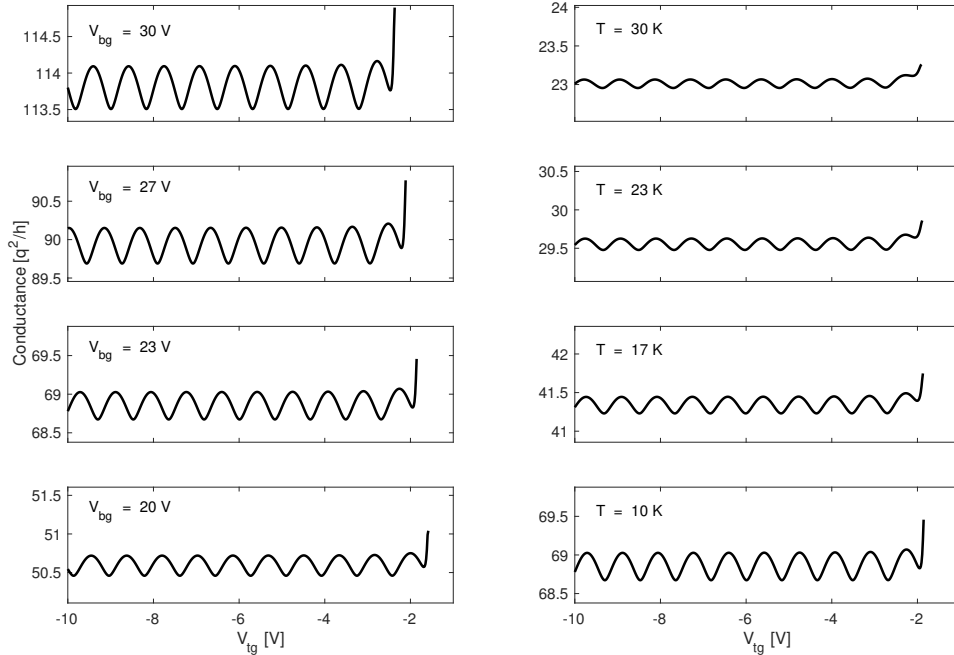 V_bg = 30 V
114.5
114
113.5
V_bg = 27 V
90.5
90
89.5
V_bg = 23 V
69.5
69
68.5
V_bg = 20 V
51.5
51
50.5
-10 -8 -6 -4 -2
V_tg [V]
Conductance [q^2/h]
T = 30 K
24
23
T = 23 K
30.5
30
29.5
T = 17 K
42
41.5
41
T = 10 K
69.5
69
68.5
-10 -8 -6 -4 -2
V_tg [V]